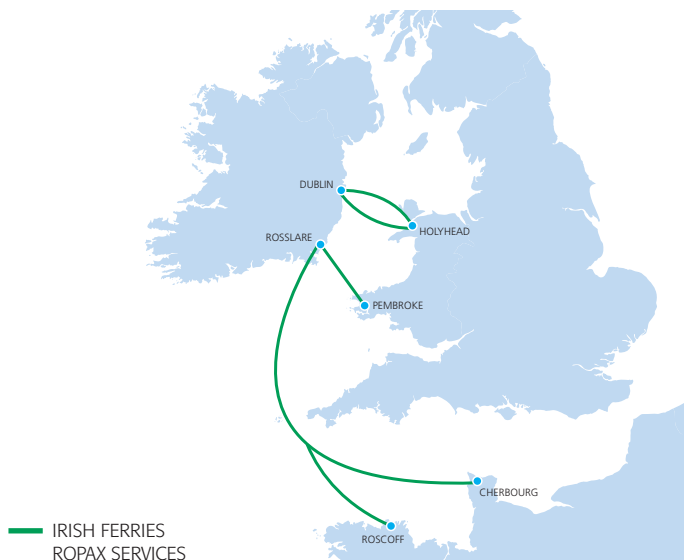 DUBLIN
HOLYHEAD
ROSSLARE
PEMBROKE
CHERBOURG
ROSCOFF
IRISH FERRIES
ROPAX SERVICES